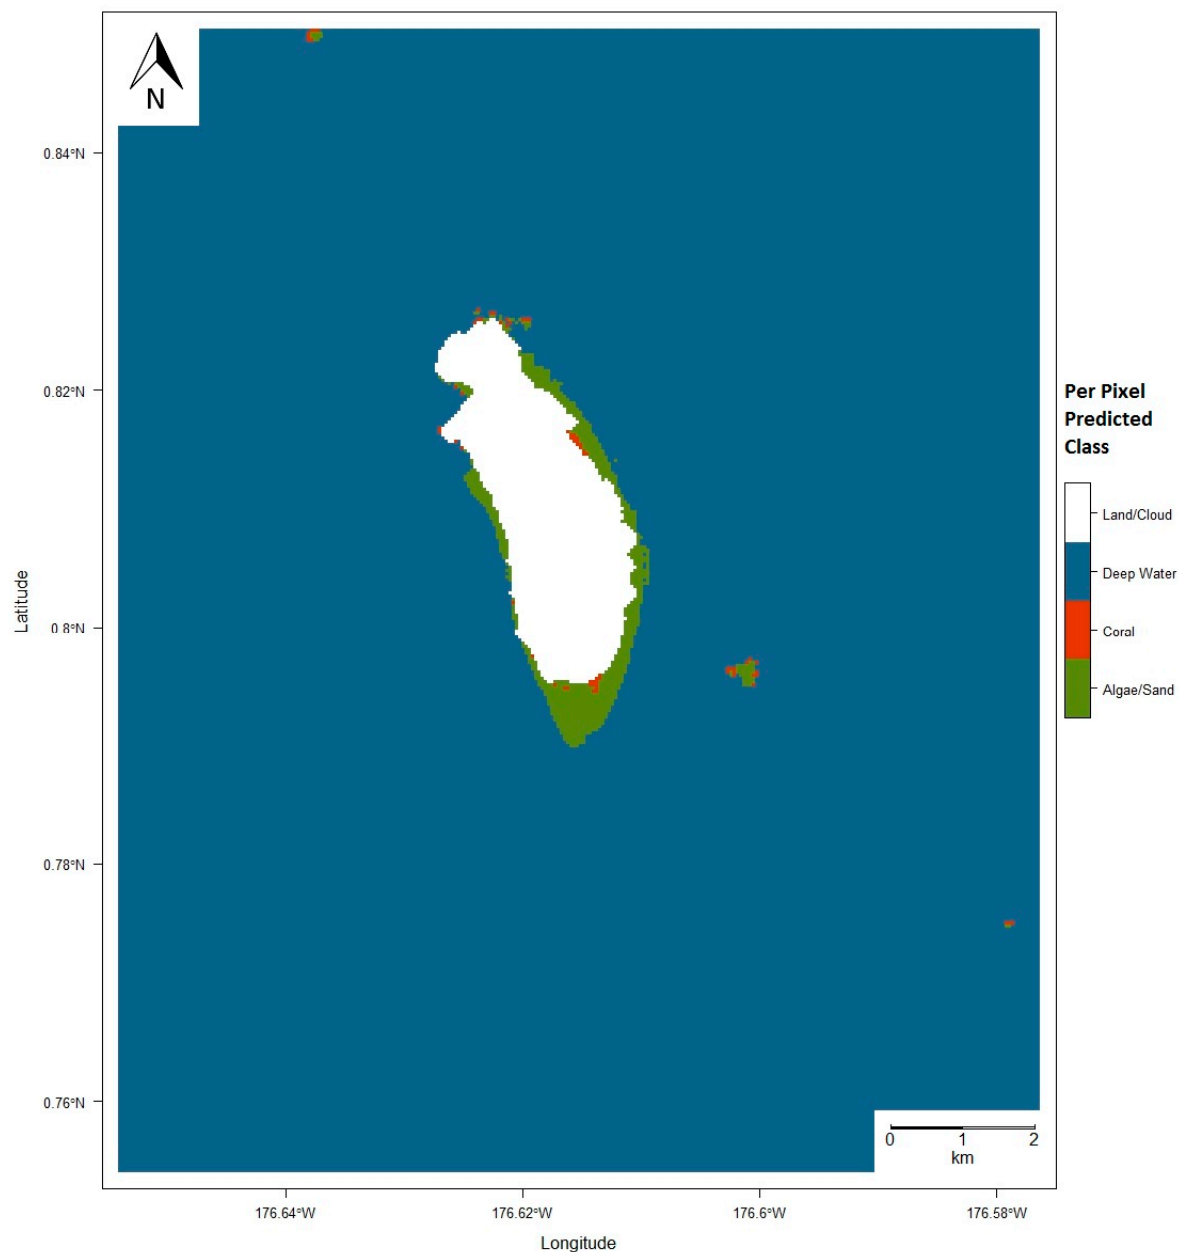 N
0.84°N
0.82°N
0.8°N
0.78°N
0.76°N
Latitude
176.64°W
176.62°W
176.6°W
176.58°W
Longitude
0 1 2
km
Per Pixel
Predicted
Class
Land/Cloud
Deep Water
Coral
Algae/Sand